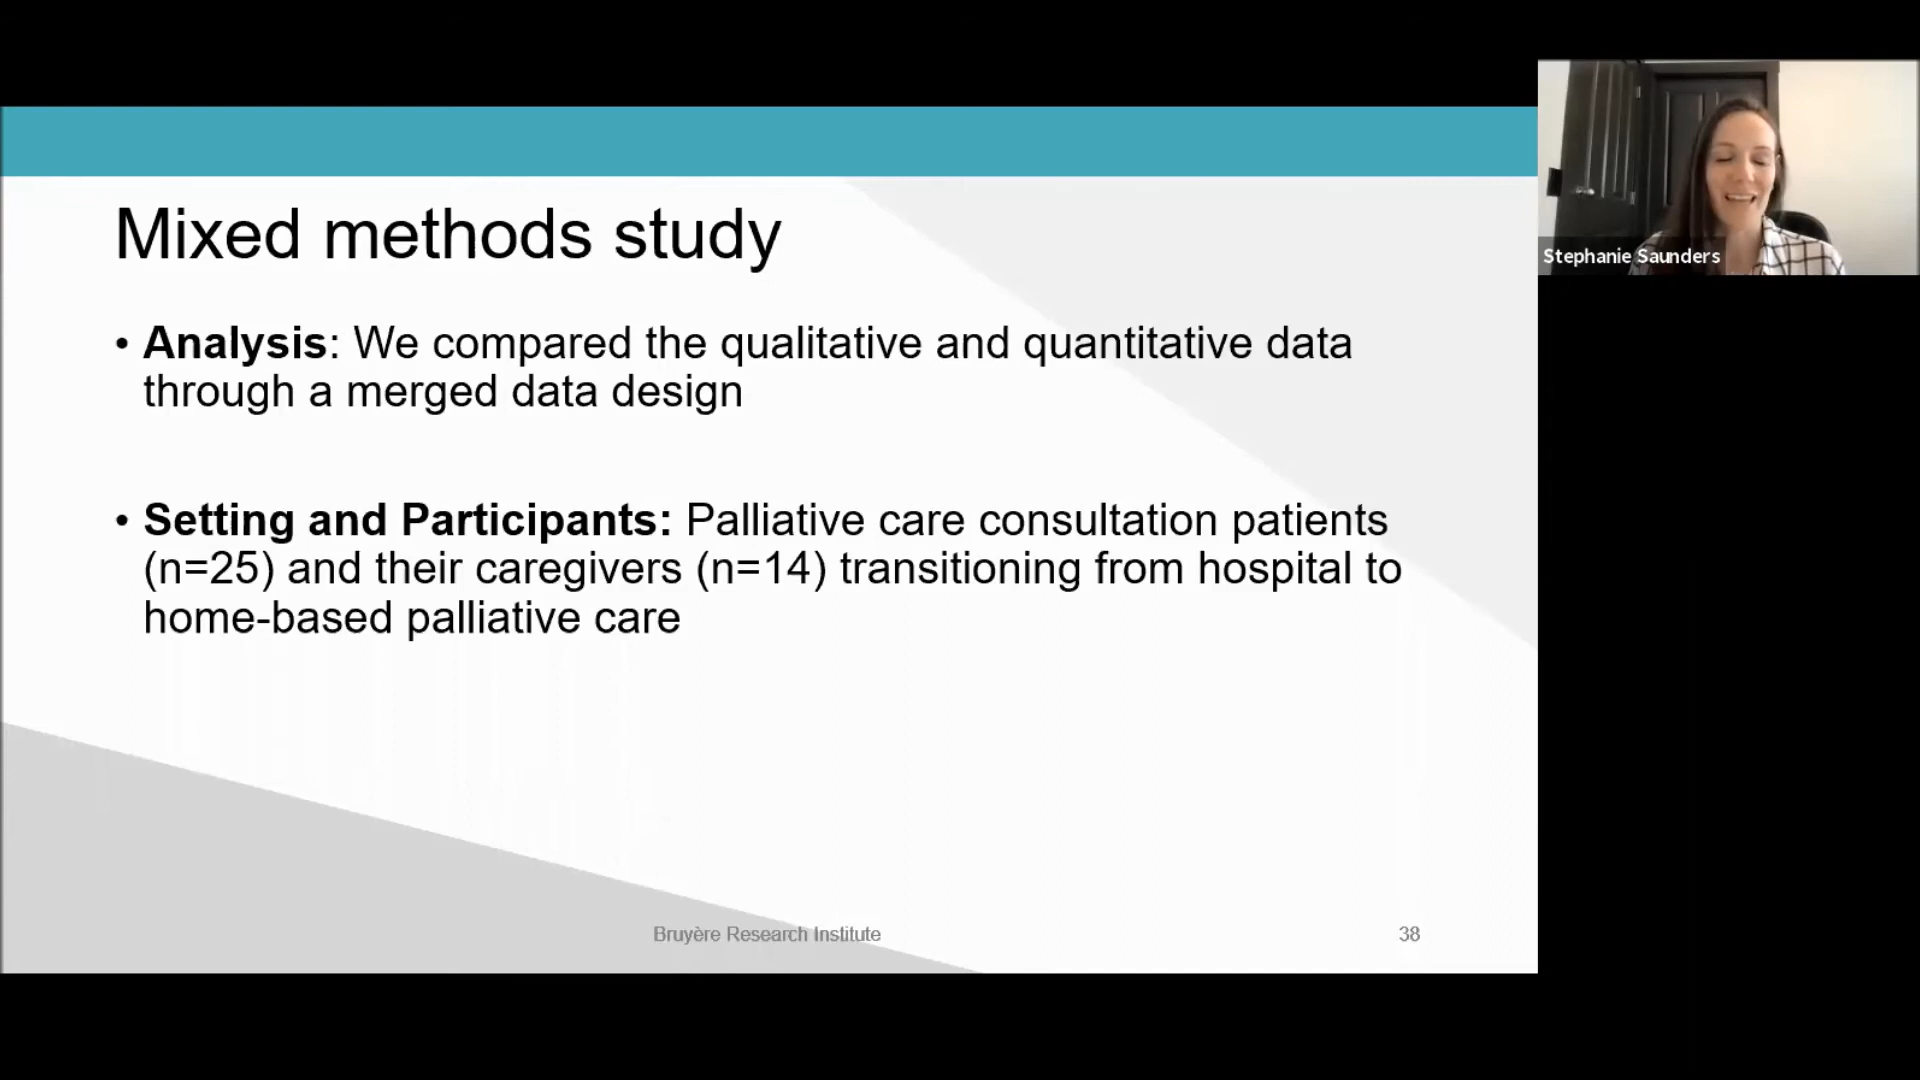 Mixed methods study
• Analysis: We compared the qualitative and quantitative data
through a merged data design
• Setting and Participants: Palliative care consultation patients
(n=25) and their caregivers (n=14) transitioning from hospital to
home-based palliative care
Bruyère Research Institute
38
Stephanie Saunders